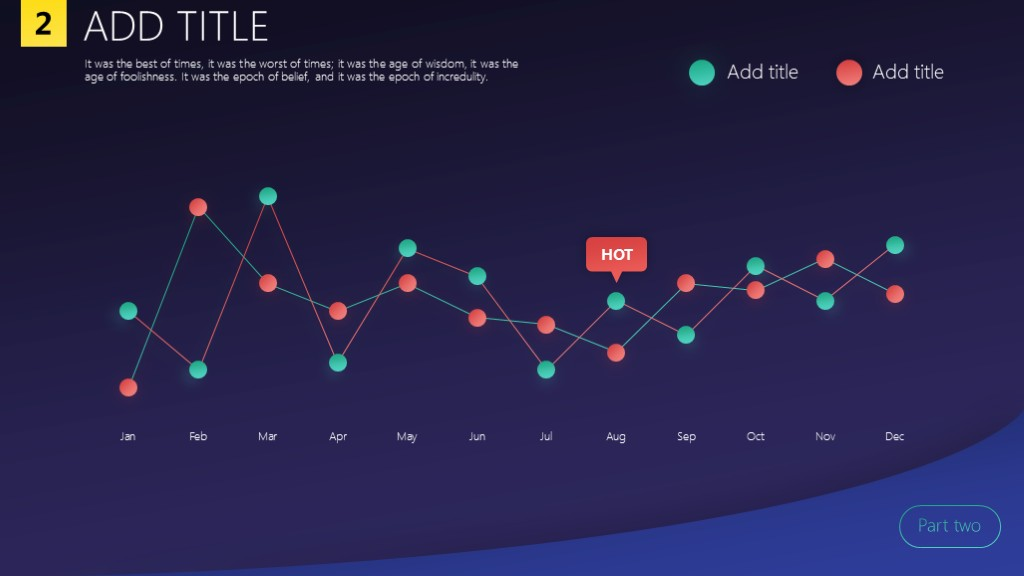 2
ADD TITLE
It was the best of times, it was the worst of times; it was the age of wisdom, it was the
age of foolishness. It was the epoch of belief, and it was the epoch of incredulity.
Add title
Add title
HOT
Jan Feb Mar Apr May Jun Jul Aug Sep Oct Nov Dec
Part two